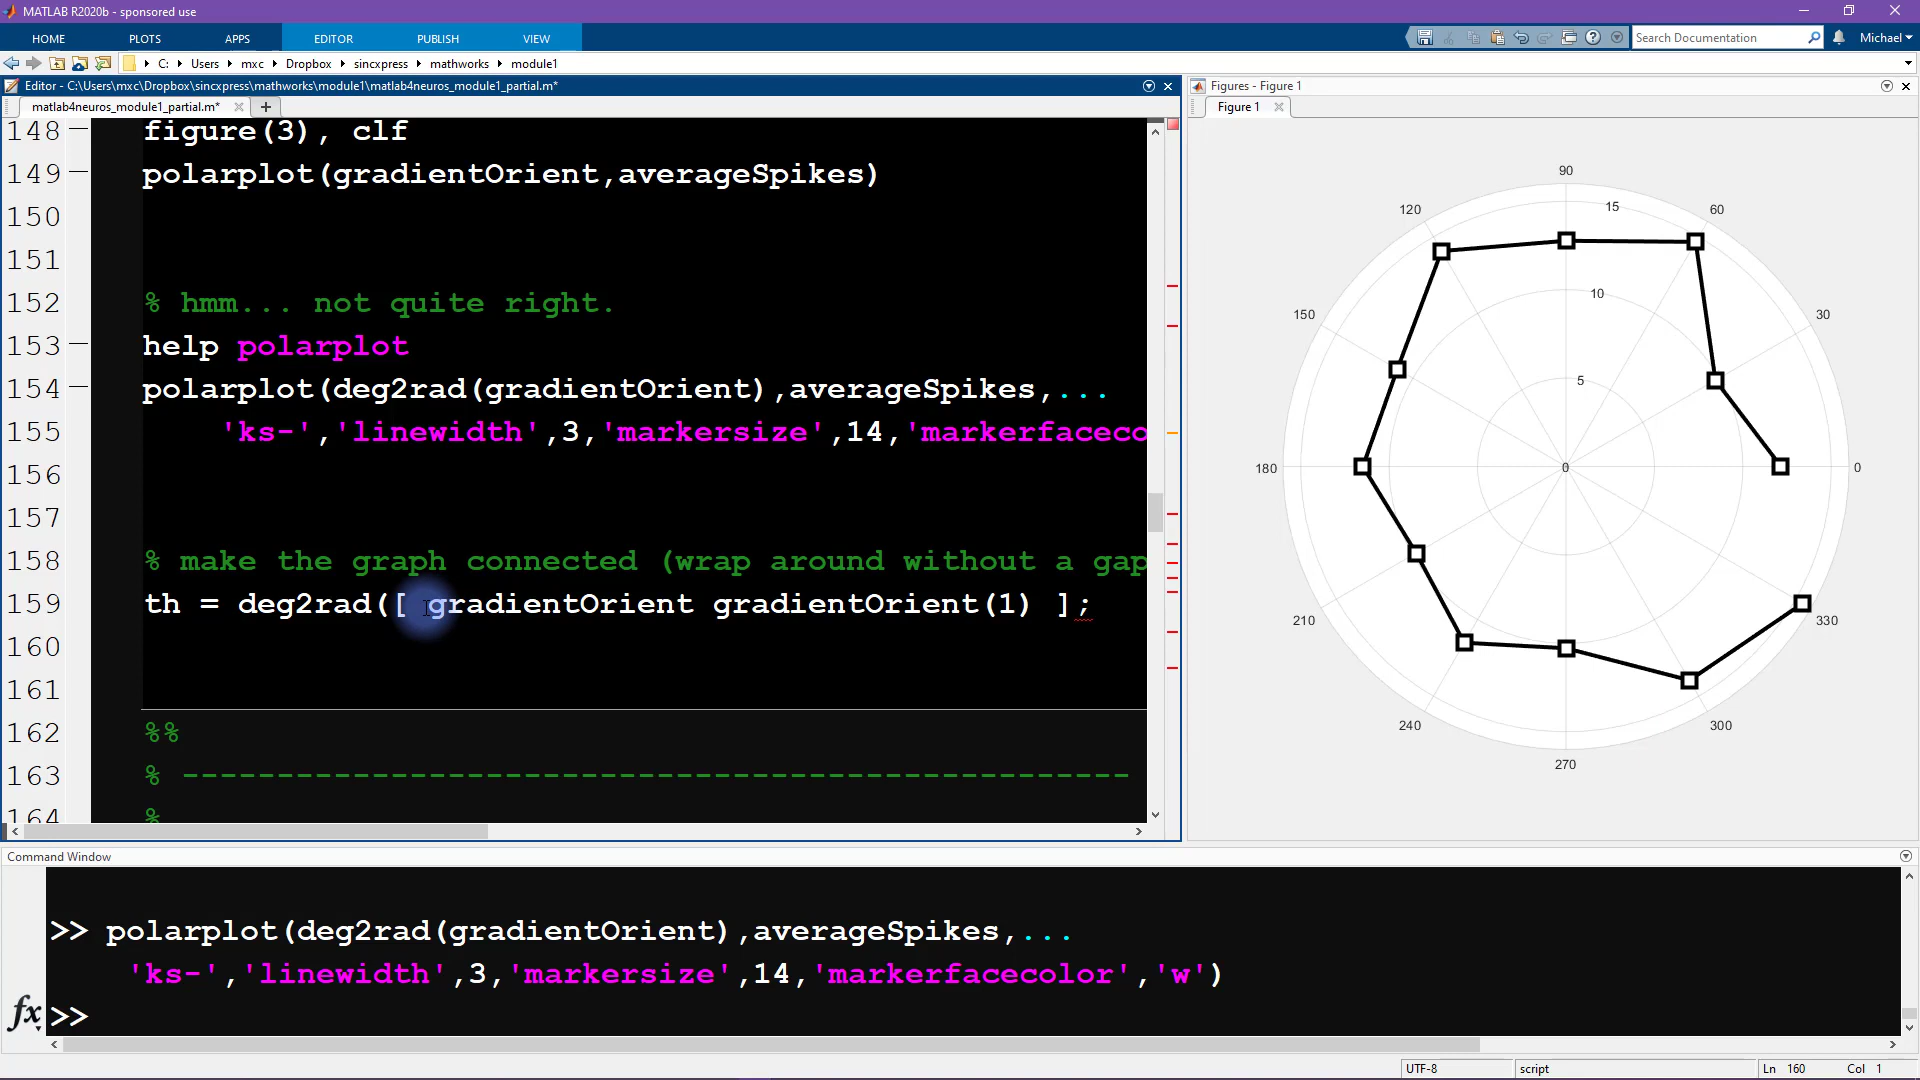 MATLAB R2020b - sponsored use
HOME PLOTS APPS EDITOR PUBLISH VIEW Search Documentation Michael
C: Users mxc Dropbox sincxpress mathworks module1
Editor - C:\Users\mxc\Dropbox\sincxpress\mathworks\module1\matlab4neuros_module1_partial.m*
matlab4neuros_module1_partial.m*
148 figure(3), clf
149 polarplot(gradientOrient,averageSpikes)
150
151
152 % hmm... not quite right.
153 help polarplot
154 polarplot(deg2rad(gradientOrient),averageSpikes,...
155 'ks-','linewidth',3,'markersize',14,'markerfaceco
156
157
158 % make the graph connected (wrap around without a gap
159 th = deg2rad([ gradientOrient gradientOrient(1) ];
160
161
162 %%
163 % --------------------------------------------------
164 %
Figures - Figure 1
Figure 1
90
120 15 60
10
150 30
5
180 0 0
210 330
240 300
270
Command Window
>> polarplot(deg2rad(gradientOrient),averageSpikes,...
'ks-','linewidth',3,'markersize',14,'markerfacecolor','w')
fx >>
UTF-8 script Ln 160 Col 1